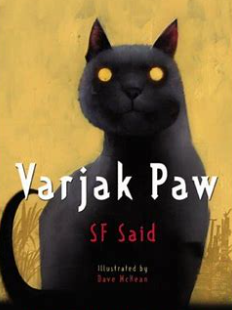 Varjak Paw
SF Said
Illustrated by
Dave McKean